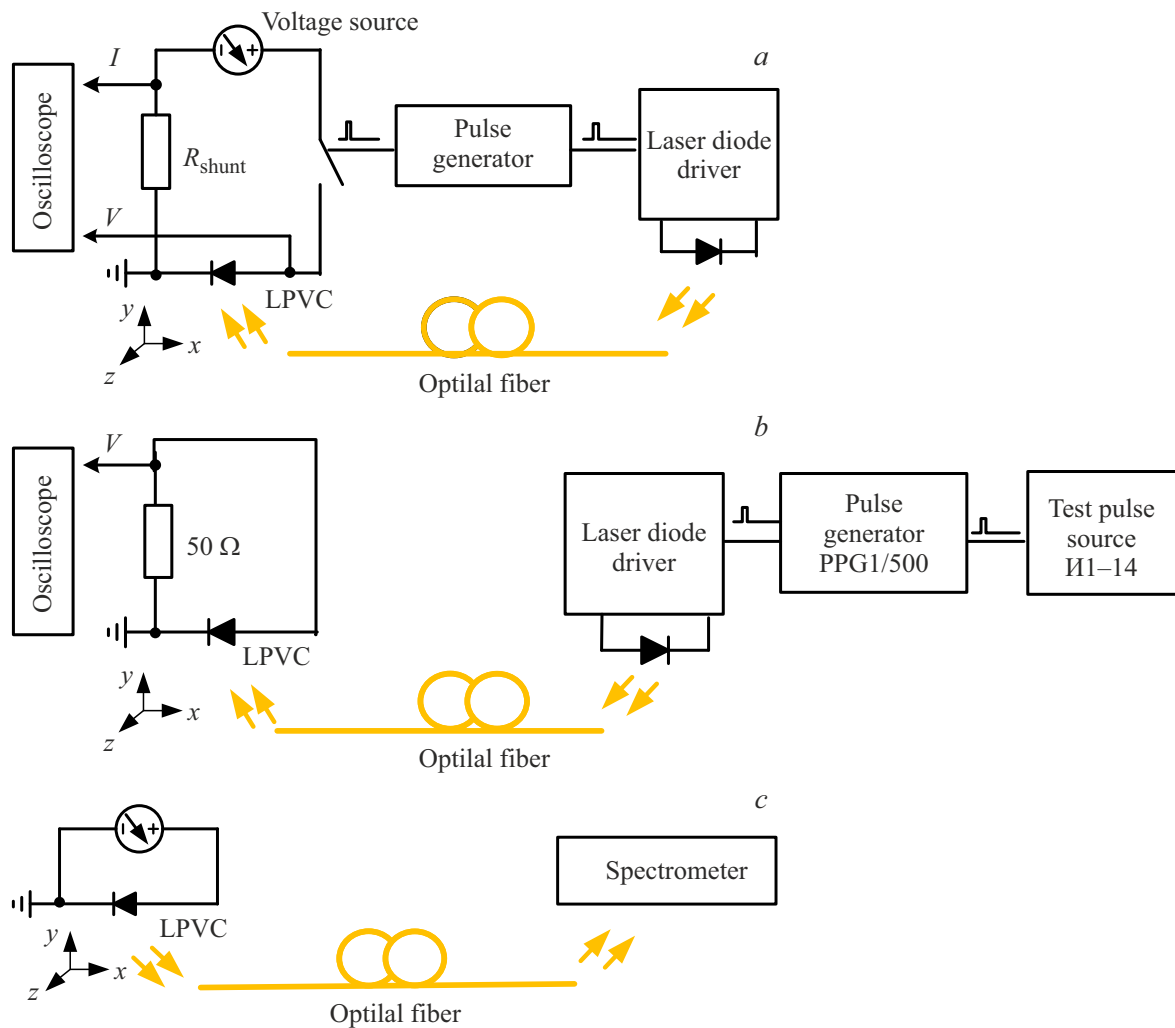 Voltage source
a
I
Oscilloscope
R_shunt
Pulse
generator
Laser diode
driver
V
LPVC
y
x
z
Optilal fiber
b
V
Oscilloscope
50 Ω
Laser diode
driver
Pulse
generator
PPG1/500
Test pulse
source
И1–14
LPVC
y
x
z
Optilal fiber
c
Spectrometer
LPVC
y
x
z
Optilal fiber